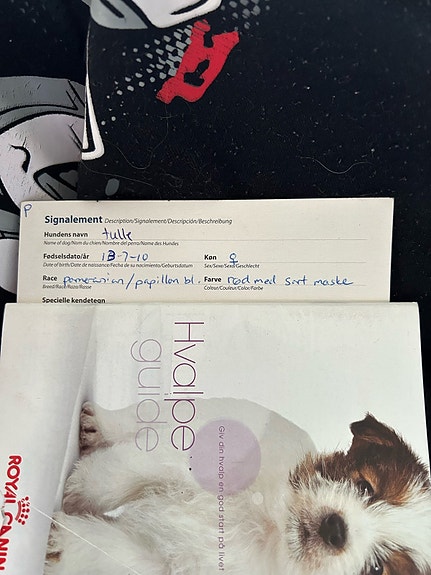 P
Signalement Description/Signalement/Descripción/Beschreibung
Hundens navn tulle
Name of dog/Nom du chien/Nombre del perro/Name des Hundes
Fødselsdato/år 13-7-10 Køn ♀
Date of birth/Date de naissance/Fecha de su nacimiento/Geburtsdatum Sex/Sexe/Sexo/Geschlecht
Race pomeranian/papillon bl. Farve rød med sort maske
Breed/Race/Raza/Rasse Colour/Couleur/Color/Farbe
Specielle kendetegn
Hvalpe...
guide
Giv din hvalp en god start på livet
ROYAL CANIN